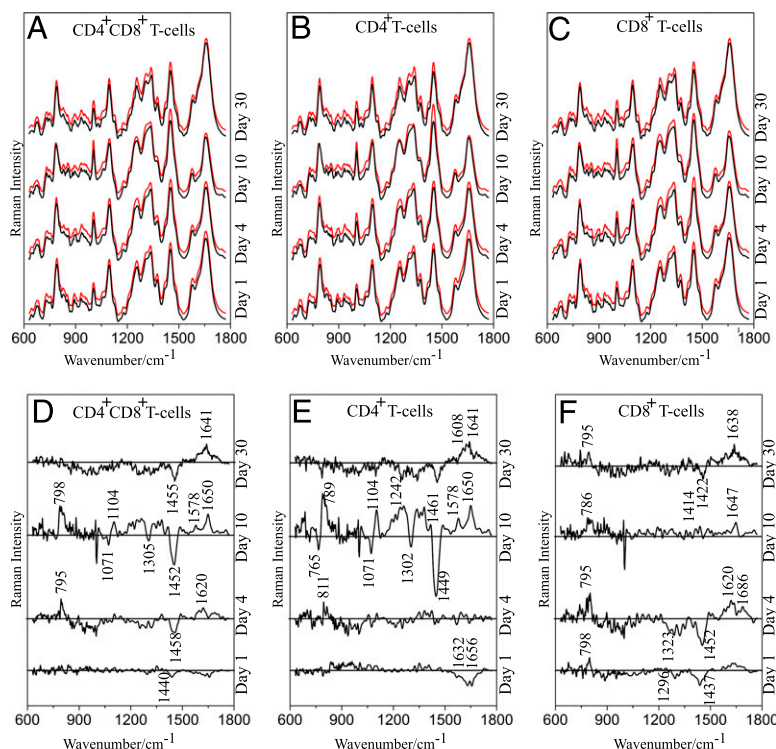 A
CD4+CD8+ T-cells
Raman Intensity
Day 30
Day 10
Day 4
Day 1
600 900 1200 1500 1800
Wavenumber/cm-1
B
CD4+T-cells
Raman Intensity
Day 30
Day 10
Day 4
Day 1
600 900 1200 1500 1800
Wavenumber/cm-1
C
CD8+ T-cells
Raman Intensity
Day 30
Day 10
Day 4
Day 1
600 900 1200 1500 1800
Wavenumber/cm-1
D
CD4+CD8+T-cells
Raman Intensity
1641
1455
Day 30
798
1104
1578
1650
1071
1305
1452
Day 10
795
1620
1458
Day 4
1440
Day 1
600 900 1200 1500 1800
Wavenumber/cm-1
E
CD4+ T-cells
Raman Intensity
1608
1641
Day 30
789
1104
1242
1461
1578
1650
765
1071
1302
1449
Day 10
811
Day 4
1632
1656
Day 1
600 900 1200 1500 1800
Wavenumber/cm-1
F
CD8+ T-cells
Raman Intensity
795
1638
1414
1422
Day 30
786
1647
Day 10
795
1620
1686
1323
1452
Day 4
798
1296
1437
Day 1
600 900 1200 1500 1800
Wavenumber/cm-1